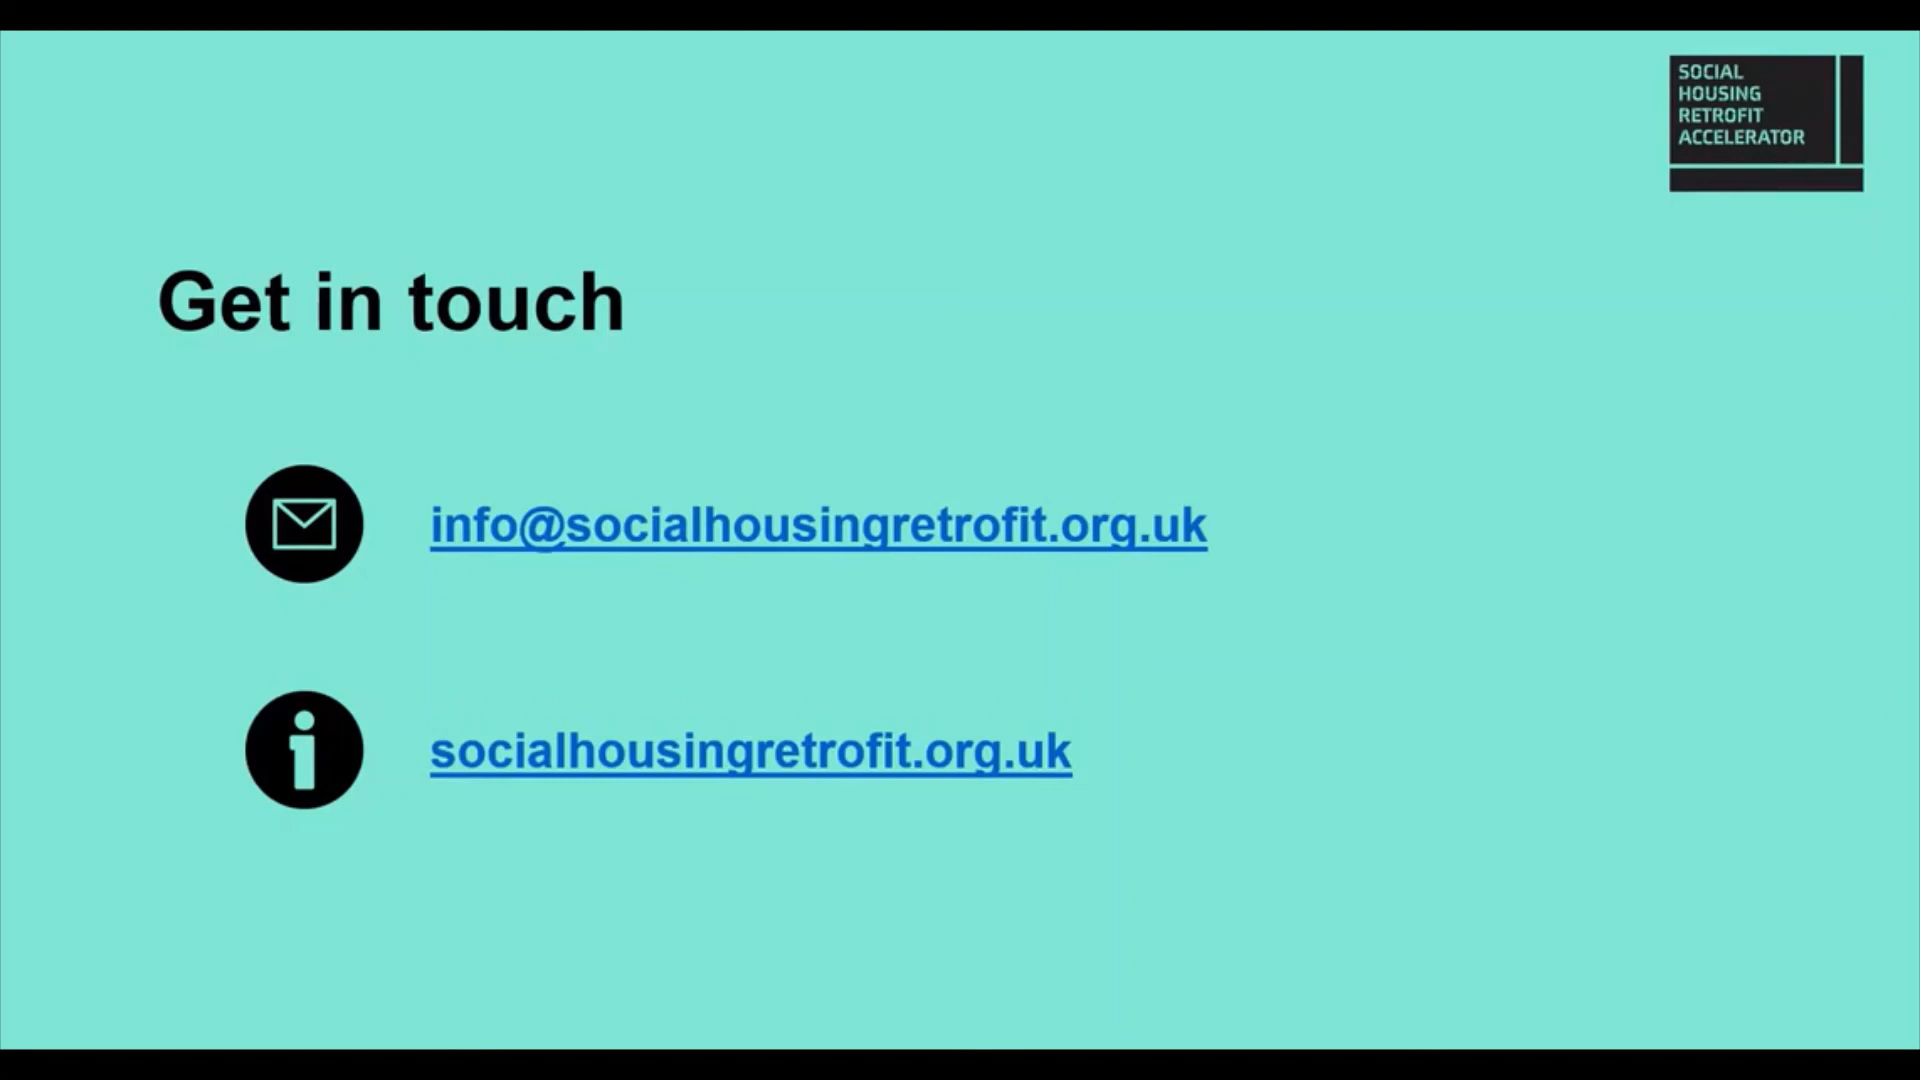 SOCIAL
HOUSING
RETROFIT
ACCELERATOR
Get in touch
info@socialhousingretrofit.org.uk
socialhousingretrofit.org.uk